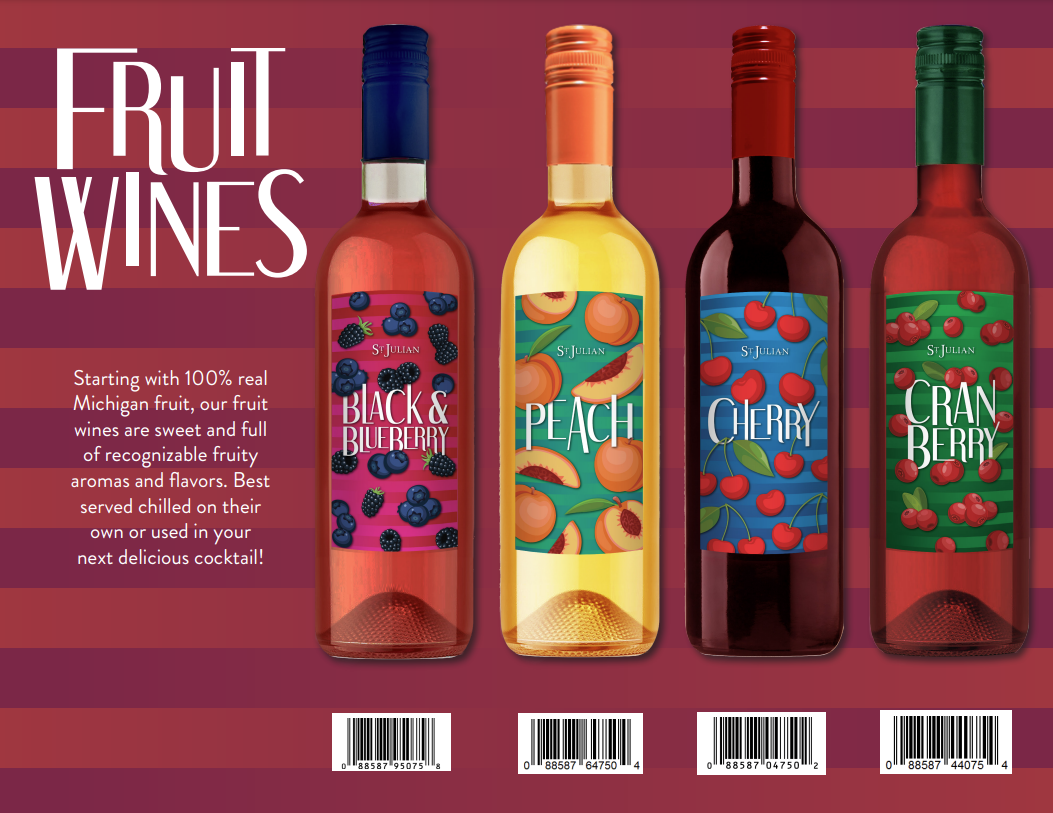 FRUIT
WINES
Starting with 100% real
Michigan fruit, our fruit
wines are sweet and full
of recognizable fruity
aromas and flavors. Best
served chilled on their
own or used in your
next delicious cocktail!
ST JULIAN
BLACK &
BLUEBERRY
ST JULIAN
PEACH
ST JULIAN
CHERRY
ST JULIAN
CRAN
BERRY
0 88587 95075 8
0 88587 64750 4
0 88587 04750 2
0 88587 44075 4